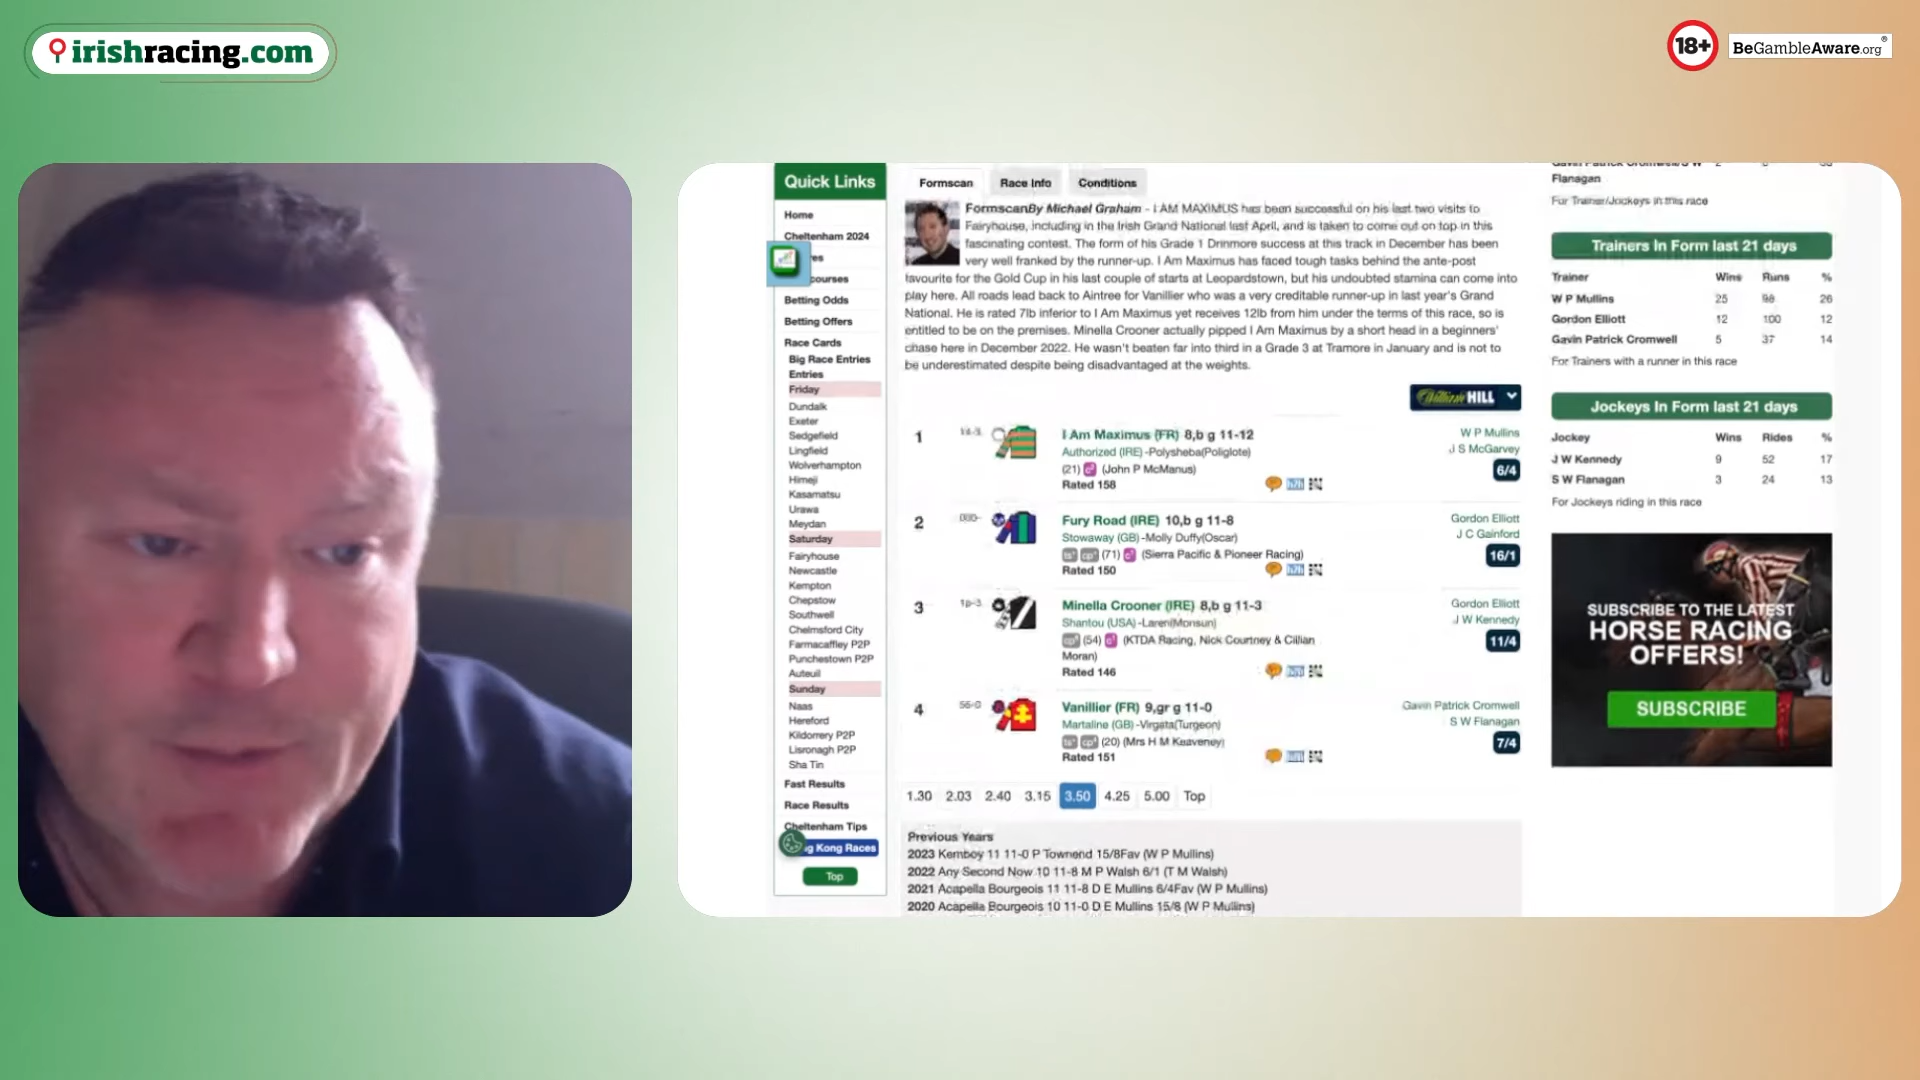 irishracing.com
18+
BeGambleAware.org®
Quick Links
Home
Cheltenham 2024
Betting Odds
Betting Offers
Race Cards
Big Race Entries
Entries
Friday
Dundalk
Exeter
Sedgefield
Lingfield
Wolverhampton
Himeji
Kasamatsu
Urawa
Meydan
Saturday
Fairyhouse
Newcastle
Kempton
Chepstow
Southwell
Chelmsford City
Farmacaffley P2P
Punchestown P2P
Auteuil
Sunday
Naas
Hereford
Kildorrery P2P
Lisronagh P2P
Sha Tin
Fast Results
Race Results
Cheltenham Tips
g Kong Races
Top
Formscan Race Info Conditions
FormscanBy Michael Graham - I AM MAXIMUS has been successful on his last two visits to
Fairyhouse, including in the Irish Grand National last April, and is taken to come out on top in this
fascinating contest. The form of his Grade 1 Drinmore success at this track in December has been
very well franked by the runner-up. I Am Maximus has faced tough tasks behind the ante-post
favourite for the Gold Cup in his last couple of starts at Leopardstown, but his undoubted stamina can come into
play here. All roads lead back to Aintree for Vanillier who was a very creditable runner-up in last year's Grand
National. He is rated 7lb inferior to I Am Maximus yet receives 12lb from him under the terms of this race, so is
entitled to be on the premises. Minella Crooner actually pipped I Am Maximus by a short head in a beginners'
chase here in December 2022. He wasn't beaten far into third in a Grade 3 at Tramore in January and is not to
be underestimated despite being disadvantaged at the weights.
William HILL
1 I Am Maximus (FR) 8,b g 11-12 W P Mullins
Authorized (IRE) -Polysheba(Poliglote) J S McGarvey
(21) (John P McManus) 6/4
Rated 158
2 Fury Road (IRE) 10,b g 11-8 Gordon Elliott
Stowaway (GB) -Molly Duffy(Oscar) J C Gainford
(71) (Sierra Pacific & Pioneer Racing) 16/1
Rated 150
3 Minella Crooner (IRE) 8,b g 11-3 Gordon Elliott
Shantou (USA) -Laren(Monsun) J W Kennedy
(54) (KTDA Racing, Nick Courtney & Cillian 11/4
Moran)
Rated 146
4 56-0 Vanillier (FR) 9,gr g 11-0 Gavin Patrick Cromwell
Martaline (GB) -Virgata(Turgeon) S W Flanagan
(20) (Mrs H M Keaveney) 7/4
Rated 151
1.30 2.03 2.40 3.15 3.50 4.25 5.00 Top
Previous Years
2023 Kemboy 11 11-0 P Townend 15/8Fav (W P Mullins)
2022 Any Second Now 10 11-8 M P Walsh 6/1 (T M Walsh)
2021 Acapella Bourgeois 11 11-8 D E Mullins 6/4Fav (W P Mullins)
2020 Acapella Bourgeois 10 11-0 D E Mullins 15/8 (W P Mullins)
Flanagan
For Trainer/Jockeys in this race
Trainers In Form last 21 days
Trainer Wins Runs %
W P Mullins 25 98 26
Gordon Elliott 12 100 12
Gavin Patrick Cromwell 5 37 14
For Trainers with a runner in this race
Jockeys In Form last 21 days
Jockey Wins Rides %
J W Kennedy 9 52 17
S W Flanagan 3 24 13
For Jockeys riding in this race
SUBSCRIBE TO THE LATEST
HORSE RACING
OFFERS!
SUBSCRIBE